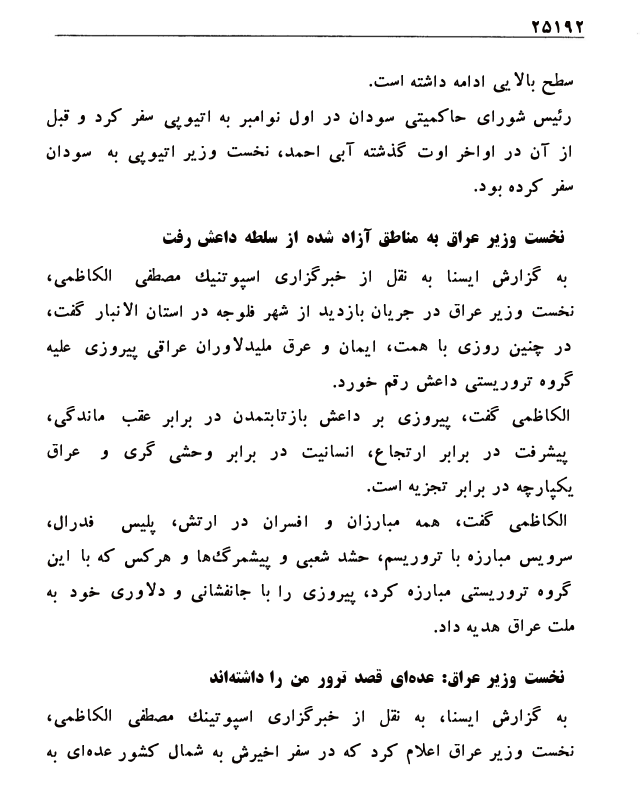 ۲۵۱۹۲
سطح بالایی ادامه داشته است.
رئیس شورای حاکمیتی سودان در اول نوامبر به اتیوپی سفر کرد و قبل
از آن در اواخر اوت گذشته آبی احمد، نخست وزیر اتیوپی به سودان
سفر کرده بود.
نخست وزیر عراق به مناطق آزاد شده از سلطه داعش رفت
به گزارش ایسنا به نقل از خبرگزاری اسپوتنیك مصطفی الکاظمی،
نخست وزیر عراق در جریان بازدید از شهر فلوجه در استان الانبار گفت،
در چنین روزی با همت، ایمان و عرق ملیدلاوران عراقی پیروزی علیه
گروه تروریستی داعش رقم خورد.
الکاظمی گفت، پیروزی بر داعش بازتابتمدن در برابر عقب ماندگی،
پیشرفت در برابر ارتجاع، انسانیت در برابر وحشی گری و عراق
یکپارچه در برابر تجزیه است.
الکاظمی گفت، همه مبارزان و افسران در ارتش، پلیس فدرال،
سرویس مبارزه با تروریسم، حشد شعبی و پیشمرگ‌ها و هرکس که با این
گروه تروریستی مبارزه کرد، پیروزی را با جانفشانی و دلاوری خود به
ملت عراق هدیه داد.
نخست وزیر عراق: عده‌ای قصد ترور من را داشته‌اند
به گزارش ایسنا، به نقل از خبرگزاری اسپوتینك مصطفی الکاظمی،
نخست وزیر عراق اعلام کرد که در سفر اخیرش به شمال کشور عده‌ای به